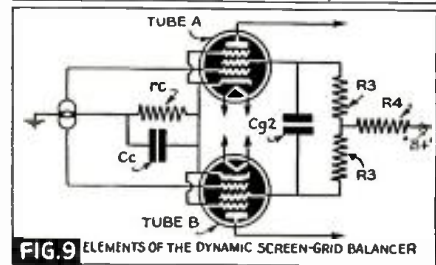 TUBE A
rc
Cc
Cg2
R3
R4
"B+"
R3
TUBE B
FIG.9 ELEMENTS OF THE DYNAMIC SCREEN-GRID BALANCER